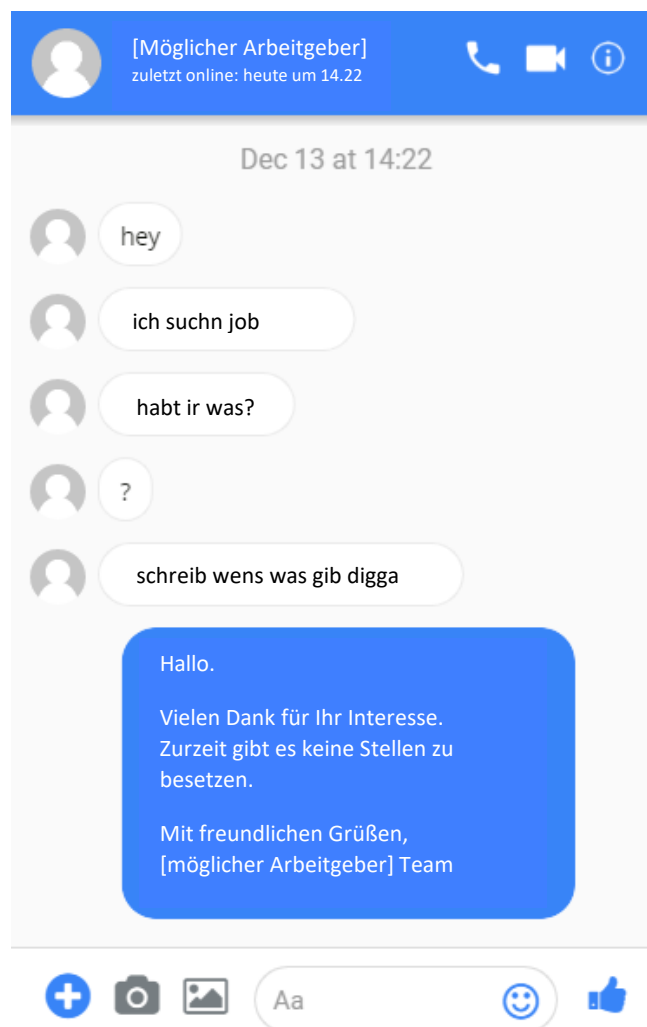 [Möglicher Arbeitgeber]
zuletzt online: heute um 14.22
Dec 13 at 14:22
hey
ich suchn job
habt ir was?
?
schreib wens was gib digga
Hallo.
Vielen Dank für Ihr Interesse.
Zurzeit gibt es keine Stellen zu
besetzen.
Mit freundlichen Grüßen,
[möglicher Arbeitgeber] Team
Aa